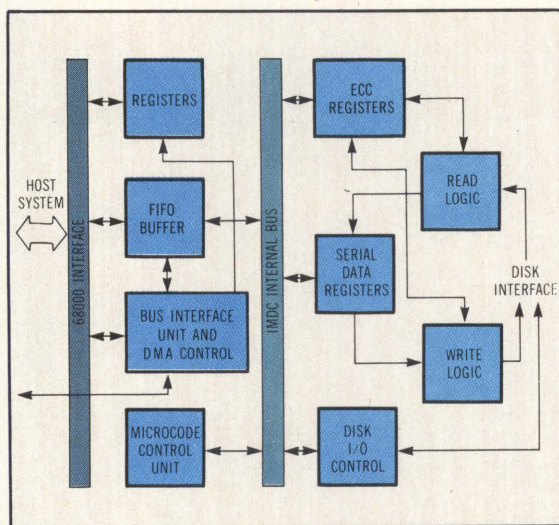 HOST
SYSTEM
68000 INTERFACE
REGISTERS
FIFO
BUFFER
BUS INTERFACE
UNIT AND
DMA CONTROL
MICROCODE
CONTROL
UNIT
IMDC INTERNAL BUS
ECC
REGISTERS
READ
LOGIC
SERIAL
DATA
REGISTERS
DISK
INTERFACE
WRITE
LOGIC
DISK
I/O
CONTROL